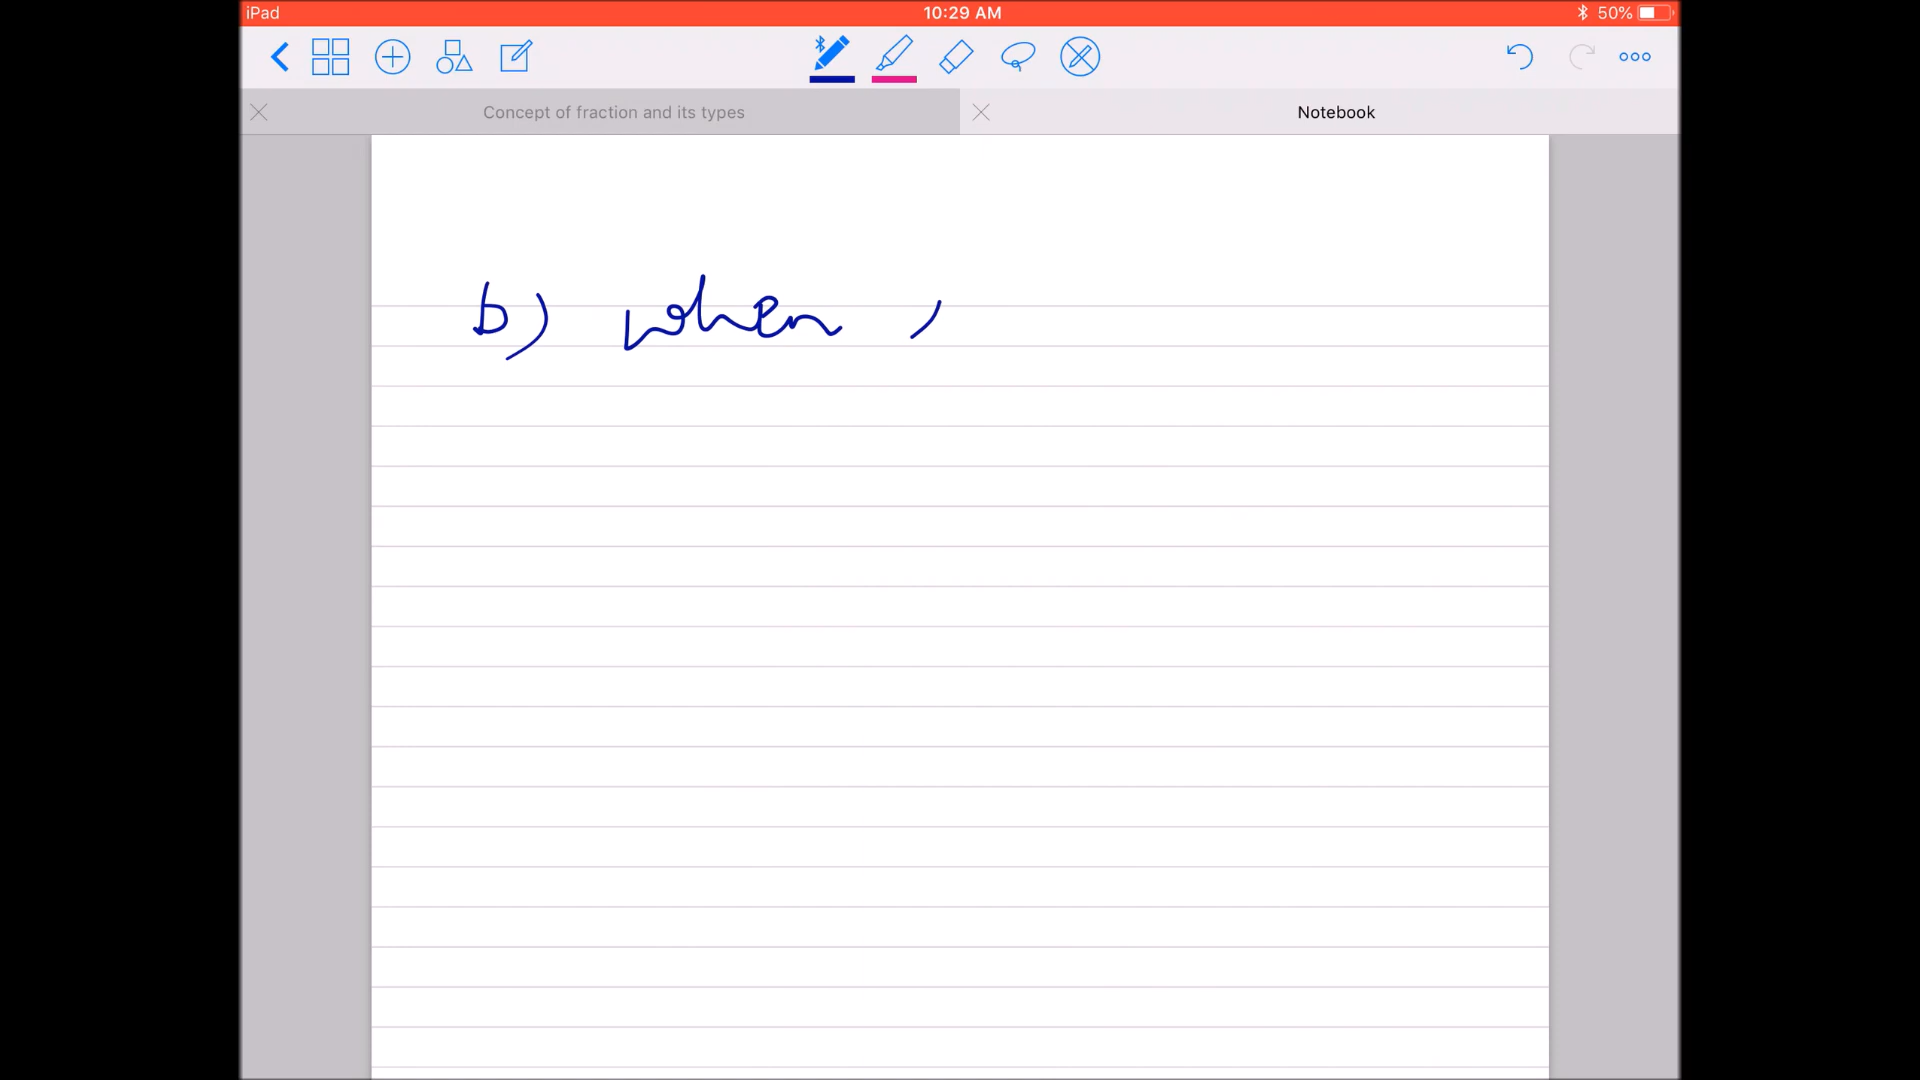 iPad 10:29 AM 50%
Concept of fraction and its types Notebook
b) when